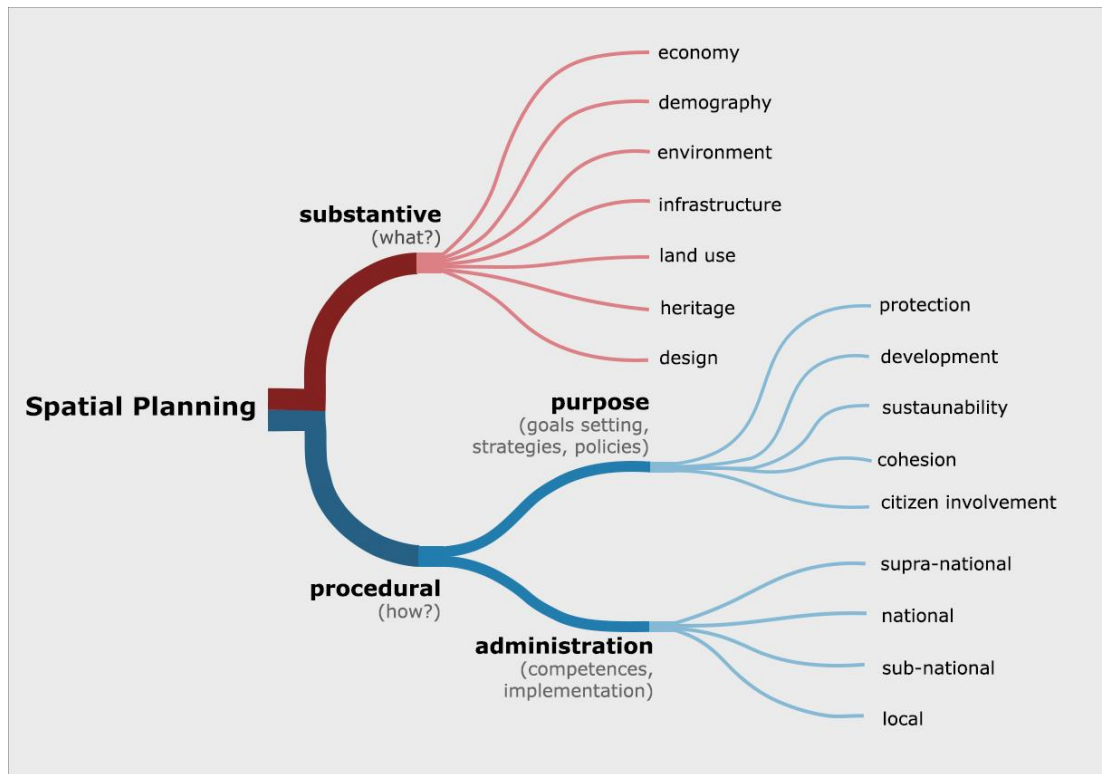 economy
demography
environment
infrastructure
land use
heritage
design
substantive
(what?)
Spatial Planning
procedural
(how?)
purpose
(goals setting,
strategies, policies)
protection
development
sustaunability
cohesion
citizen involvement
administration
(competences,
implementation)
supra-national
national
sub-national
local